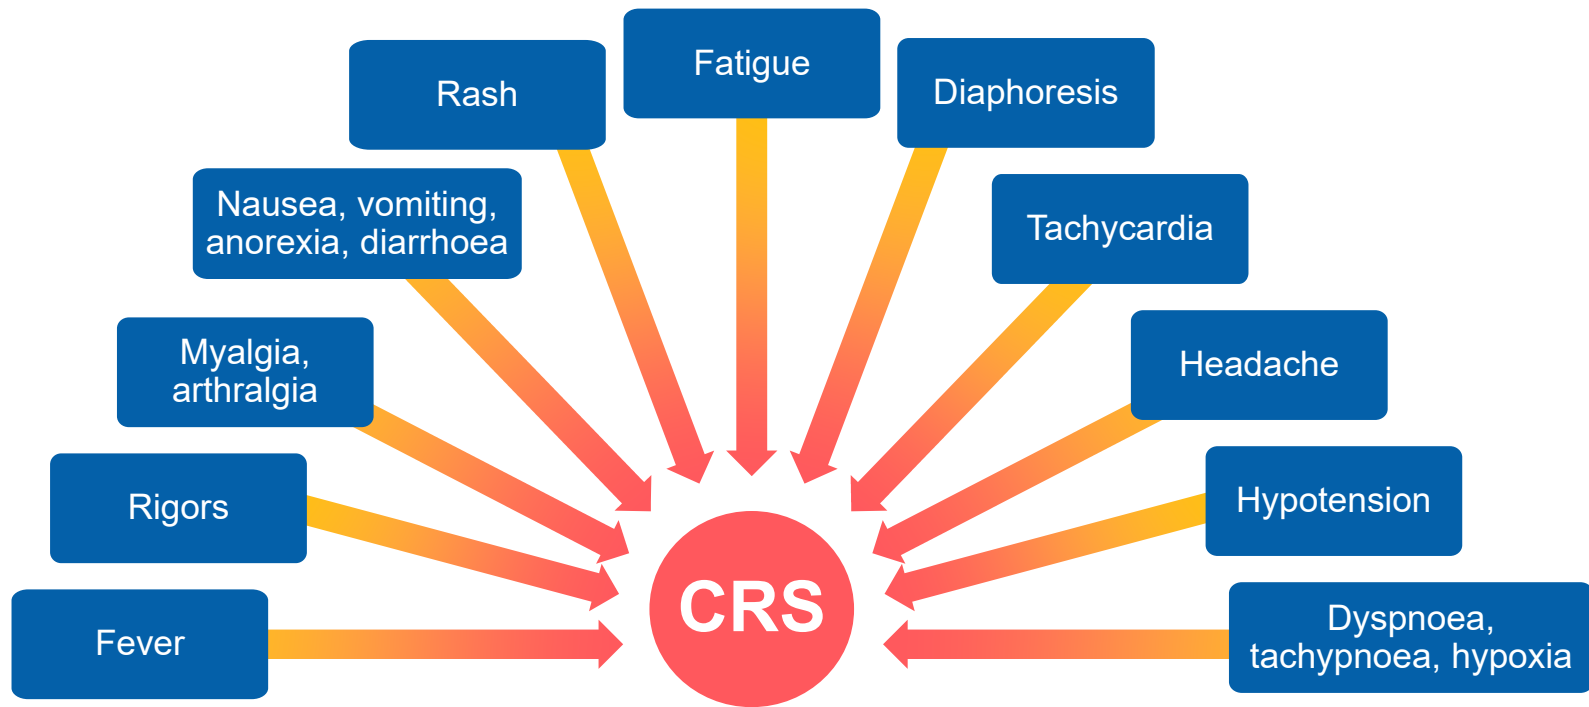 Fatigue
Rash
Diaphoresis
Nausea, vomiting,
anorexia, diarrhoea
Tachycardia
Myalgia,
arthralgia
Headache
Rigors
Hypotension
Fever
CRS
Dyspnoea,
tachypnoea, hypoxia